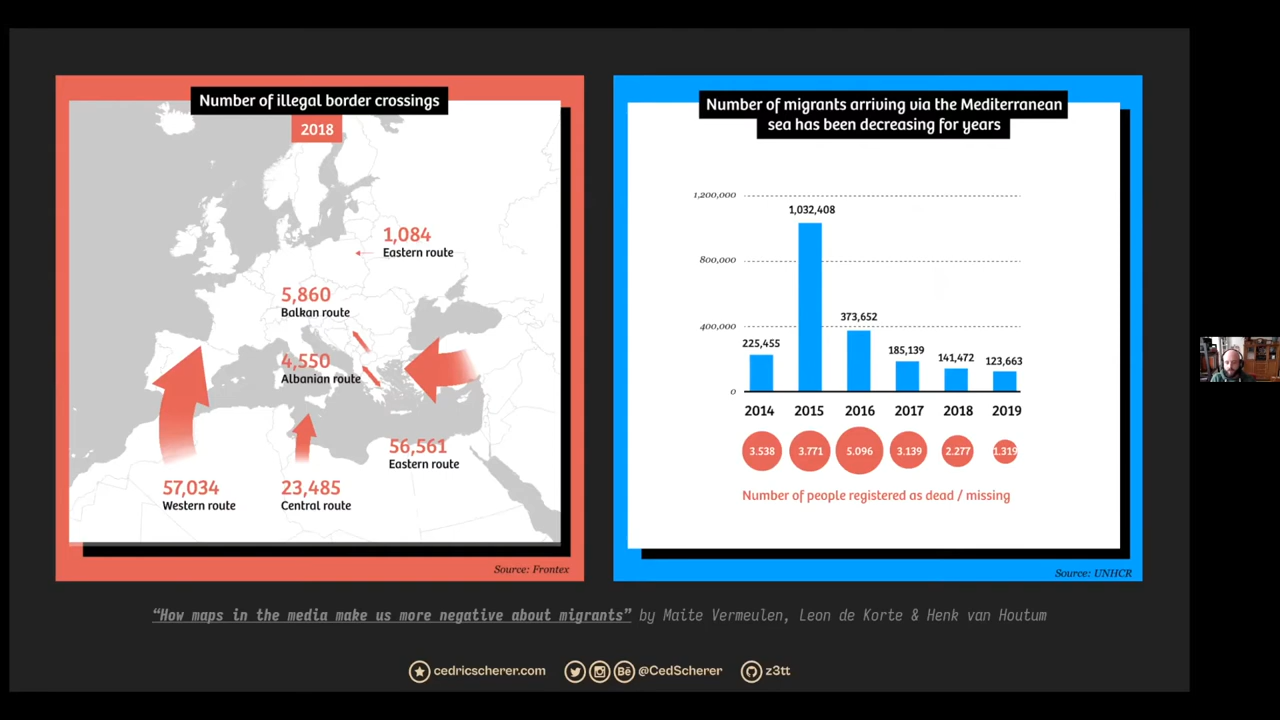 Number of illegal border crossings
2018
1,084
Eastern route
5,860
Balkan route
4,550
Albanian route
56,561
Eastern route
57,034
Western route
23,485
Central route
Source: Frontex
Number of migrants arriving via the Mediterranean
sea has been decreasing for years
1,200,000
1,032,408
800,000
373,652
400,000
225,455
185,139
141,472
123,663
0
2014 2015 2016 2017 2018 2019
3.538 3.771 5.096 3.139 2.277 1.319
Number of people registered as dead / missing
Source: UNHCR
“How maps in the media make us more negative about migrants” by Maite Vermeulen, Leon de Korte & Henk van Houtum
cedricscherer.com Bē @CedScherer z3tt